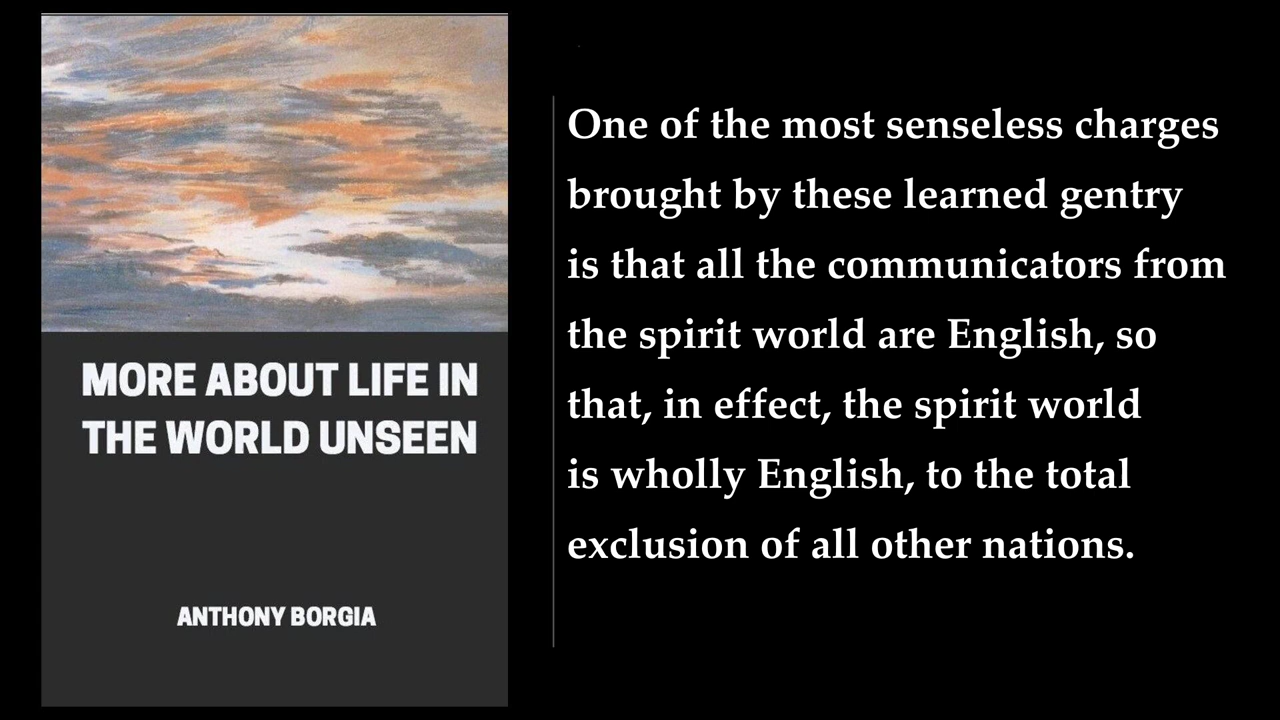 MORE ABOUT LIFE IN
THE WORLD UNSEEN
ANTHONY BORGIA
One of the most senseless charges
brought by these learned gentry
is that all the communicators from
the spirit world are English, so
that, in effect, the spirit world
is wholly English, to the total
exclusion of all other nations.